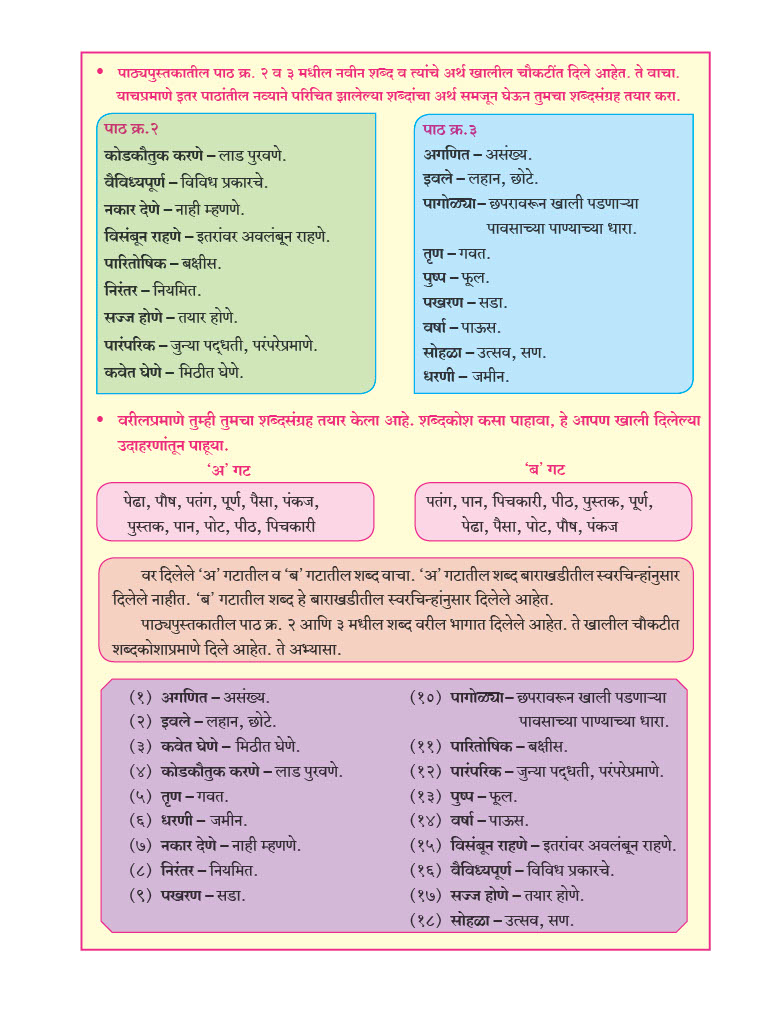 • पाठ्यपुस्तकातील पाठ क्र. २ व ३ मधील नवीन शब्द व त्यांचे अर्थ खालील चौकटींत दिले आहेत. ते वाचा.
याचप्रमाणे इतर पाठांतील नव्याने परिचित झालेल्या शब्दांचा अर्थ समजून घेऊन तुमचा शब्दसंग्रह तयार करा.
पाठ क्र.२
कोडकौतुक करणे – लाड पुरवणे.
वैविध्यपूर्ण – विविध प्रकारचे.
नकार देणे – नाही म्हणणे.
विसंबून राहणे – इतरांवर अवलंबून राहणे.
पारितोषिक – बक्षीस.
निरंतर – नियमित.
सज्ज होणे – तयार होणे.
पारंपरिक – जुन्या पद्धती, परंपरेप्रमाणे.
कवेत घेणे – मिठीत घेणे.
पाठ क्र.३
अगणित – असंख्य.
इवले – लहान, छोटे.
पागोळ्या – छपरावरून खाली पडणाऱ्या
पावसाच्या पाण्याच्या धारा.
तृण – गवत.
पुष्प – फूल.
पखरण – सडा.
वर्षा – पाऊस.
सोहळा – उत्सव, सण.
धरणी – जमीन.
• वरीलप्रमाणे तुम्ही तुमचा शब्दसंग्रह तयार केला आहे. शब्दकोश कसा पाहावा, हे आपण खाली दिलेल्या
उदाहरणांतून पाहूया.
‘अ’ गट
पेढा, पौष, पतंग, पूर्ण, पैसा, पंकज,
पुस्तक, पान, पोट, पीठ, पिचकारी
‘ब’ गट
पतंग, पान, पिचकारी, पीठ, पुस्तक, पूर्ण,
पेढा, पैसा, पोट, पौष, पंकज
वर दिलेले ‘अ’ गटातील व ‘ब’ गटातील शब्द वाचा. ‘अ’ गटातील शब्द बाराखडीतील स्वरचिन्हांनुसार
दिलेले नाहीत. ‘ब’ गटातील शब्द हे बाराखडीतील स्वरचिन्हांनुसार दिलेले आहेत.
पाठ्यपुस्तकातील पाठ क्र. २ आणि ३ मधील शब्द वरील भागात दिलेले आहेत. ते खालील चौकटीत
शब्दकोशाप्रमाणे दिले आहेत. ते अभ्यासा.
(१) अगणित – असंख्य.
(२) इवले – लहान, छोटे.
(३) कवेत घेणे – मिठीत घेणे.
(४) कोडकौतुक करणे – लाड पुरवणे.
(५) तृण – गवत.
(६) धरणी – जमीन.
(७) नकार देणे – नाही म्हणणे.
(८) निरंतर – नियमित.
(९) पखरण – सडा.
(१०) पागोळ्या – छपरावरून खाली पडणाऱ्या
पावसाच्या पाण्याच्या धारा.
(११) पारितोषिक – बक्षीस.
(१२) पारंपरिक – जुन्या पद्धती, परंपरेप्रमाणे.
(१३) पुष्प – फूल.
(१४) वर्षा – पाऊस.
(१५) विसंबून राहणे – इतरांवर अवलंबून राहणे.
(१६) वैविध्यपूर्ण – विविध प्रकारचे.
(१७) सज्ज होणे – तयार होणे.
(१८) सोहळा – उत्सव, सण.